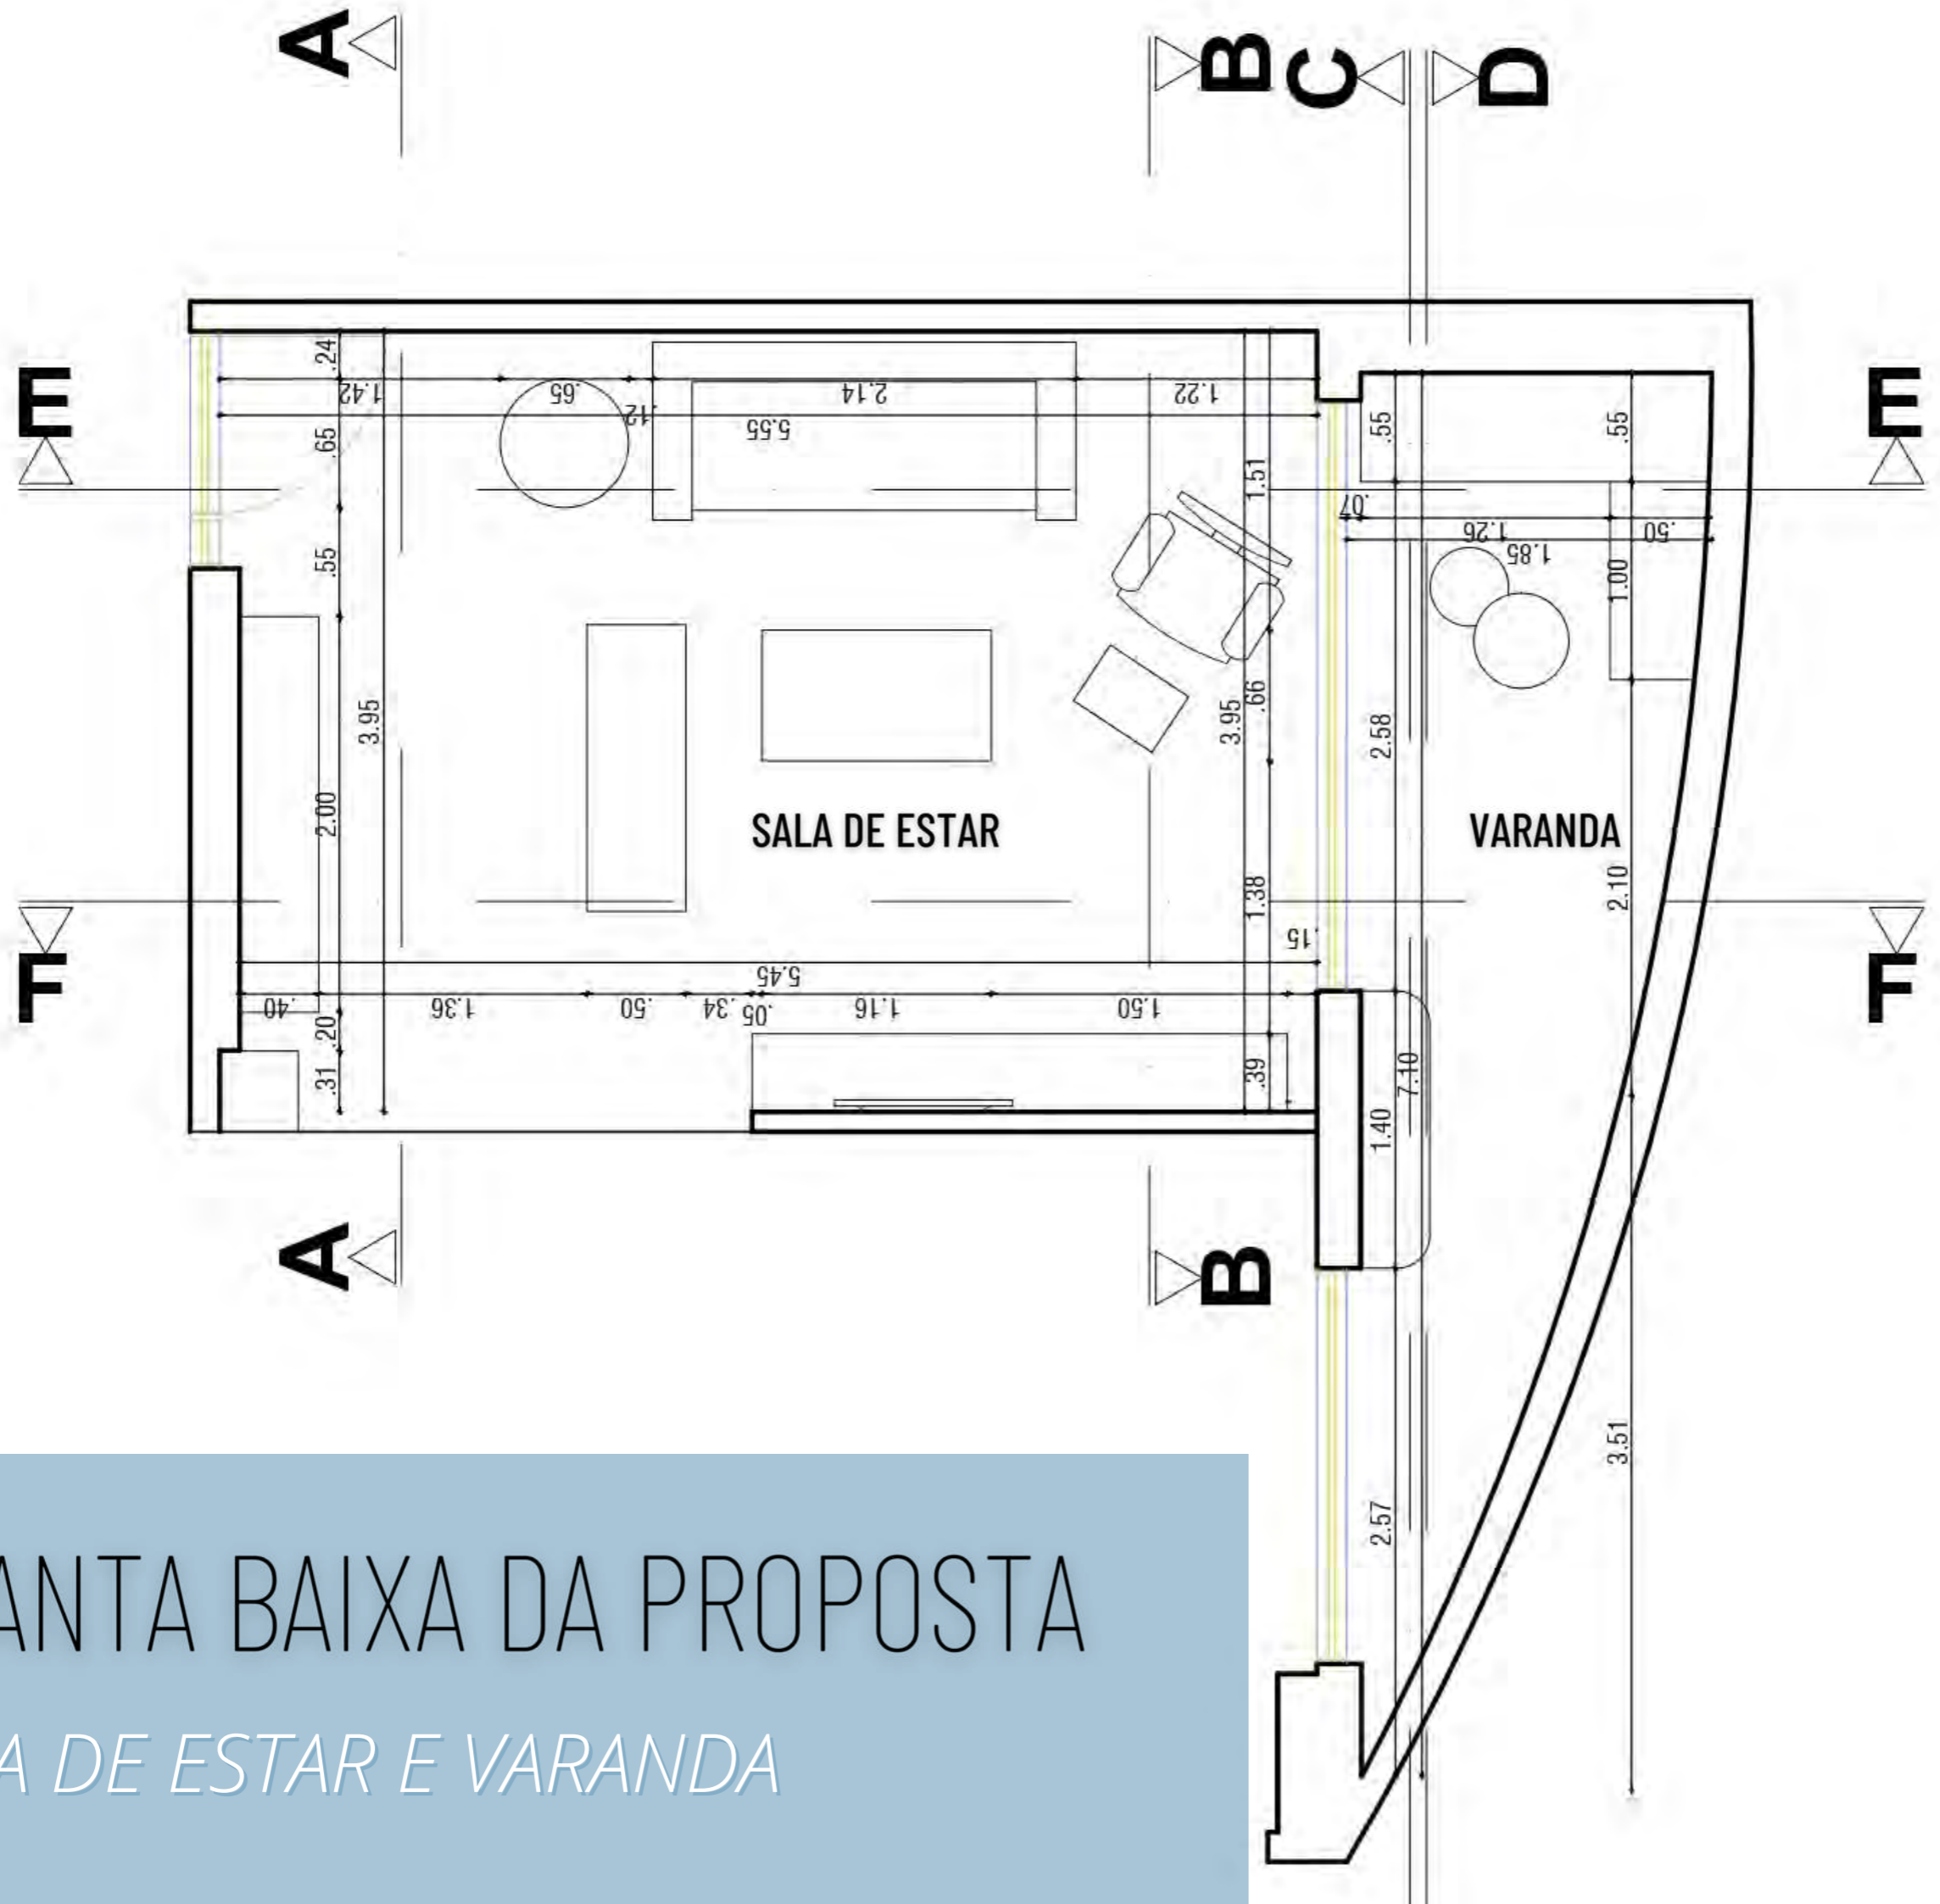 A
B
C
D
E
E
.24
1.42
.65
.12
2.14
1.22
5.55
.65
.55
.55
1.51
.55
.07
1.26
.50
1.85
1.00
3.95
3.95
.66
2.58
2.00
SALA DE ESTAR
VARANDA
2.10
1.38
.15
F
F
5.45
.40
1.36
.50
.34
.05
1.16
1.50
.20
.31
.39
7.10
1.40
A
B
3.51
2.57
ANTA BAIXA DA PROPOSTA
A DE ESTAR E VARANDA